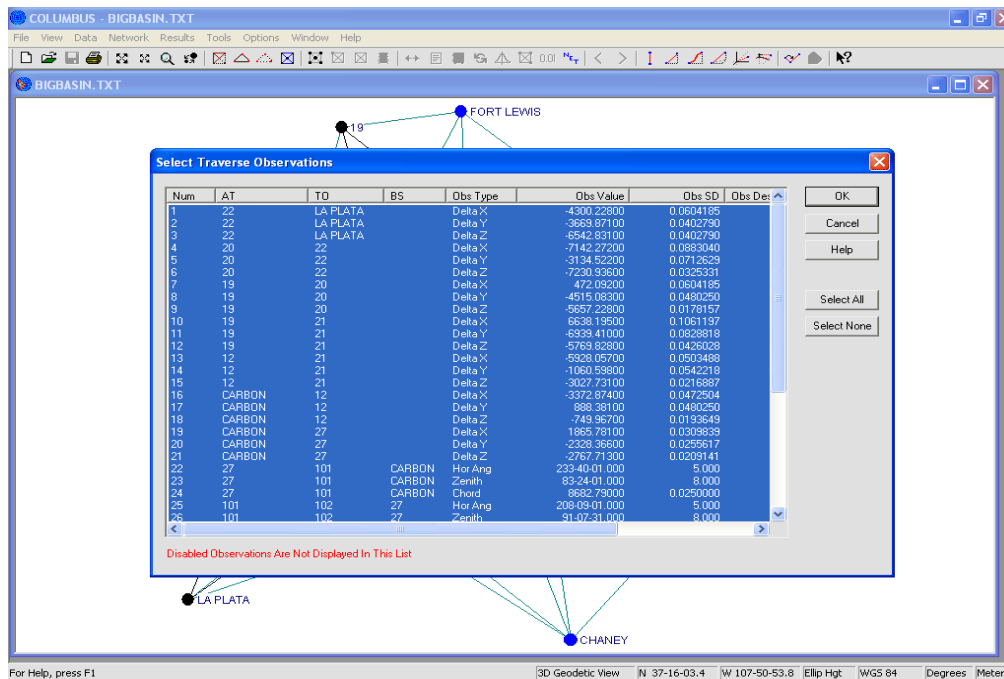 COLUMBUS - BIGBASIN.TXT
File View Data Network Results Tools Options Window Help
0.01 N E T
BIGBASIN.TXT
FORT LEWIS
19
Select Traverse Observations
Num AT TO BS Obs Type Obs Value Obs SD Obs Des
1 22 LA PLATA Delta X -4300.22800 0.0604185
2 22 LA PLATA Delta Y -3669.87100 0.0402790
3 22 LA PLATA Delta Z -6542.83100 0.0402790
4 20 22 Delta X -7142.27200 0.0883040
5 20 22 Delta Y -3134.52200 0.0712629
6 20 22 Delta Z -7230.93600 0.0325331
7 19 20 Delta X 472.09200 0.0604185
8 19 20 Delta Y -4515.08300 0.0480250
9 19 20 Delta Z -5657.22800 0.0178157
10 19 21 Delta X 6638.19500 0.1061197
11 19 21 Delta Y -6939.41000 0.0828818
12 19 21 Delta Z -5769.82800 0.0426028
13 12 21 Delta X -5928.05700 0.0503488
14 12 21 Delta Y -1060.59800 0.0542218
15 12 21 Delta Z -3027.73100 0.0216887
16 CARBON 12 Delta X -3372.87400 0.0472504
17 CARBON 12 Delta Y 888.38100 0.0480250
18 CARBON 12 Delta Z -749.96700 0.0193649
19 CARBON 27 Delta X 1865.78100 0.0309839
20 CARBON 27 Delta Y -2328.36600 0.0255617
21 CARBON 27 Delta Z -2767.71300 0.0209141
22 27 101 CARBON Hor Ang 233-40-01.000 5.000
23 27 101 CARBON Zenith 83-24-01.000 8.000
24 27 101 CARBON Chord 8682.79000 0.0250000
25 101 102 27 Hor Ang 208-09-01.000 5.000
26 101 102 27 Zenith 91-07-31.000 8.000
OK
Cancel
Help
Select All
Select None
Disabled Observations Are Not Displayed In This List
LA PLATA
CHANEY
For Help, press F1 3D Geodetic View N 37-16-03.4 W 107-50-53.8 Ellip Hgt WGS 84 Degrees Meter